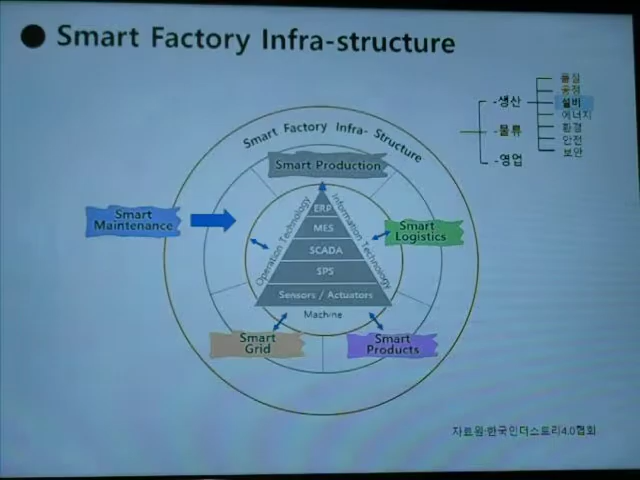 Smart Factory Infra-structure
Smart Factory Infra- Structure
Smart Production
Smart
Maintenance
Smart
Logistics
Smart
Grid
Smart
Products
Operation Technology
Information Technology
ERP
MES
SCADA
SPS
Sensors / Actuators
Machine
-생산
-물류
-영업
품질
공정
설비
에너지
환경
안전
보안
자료원:한국인더스트리4.0협회